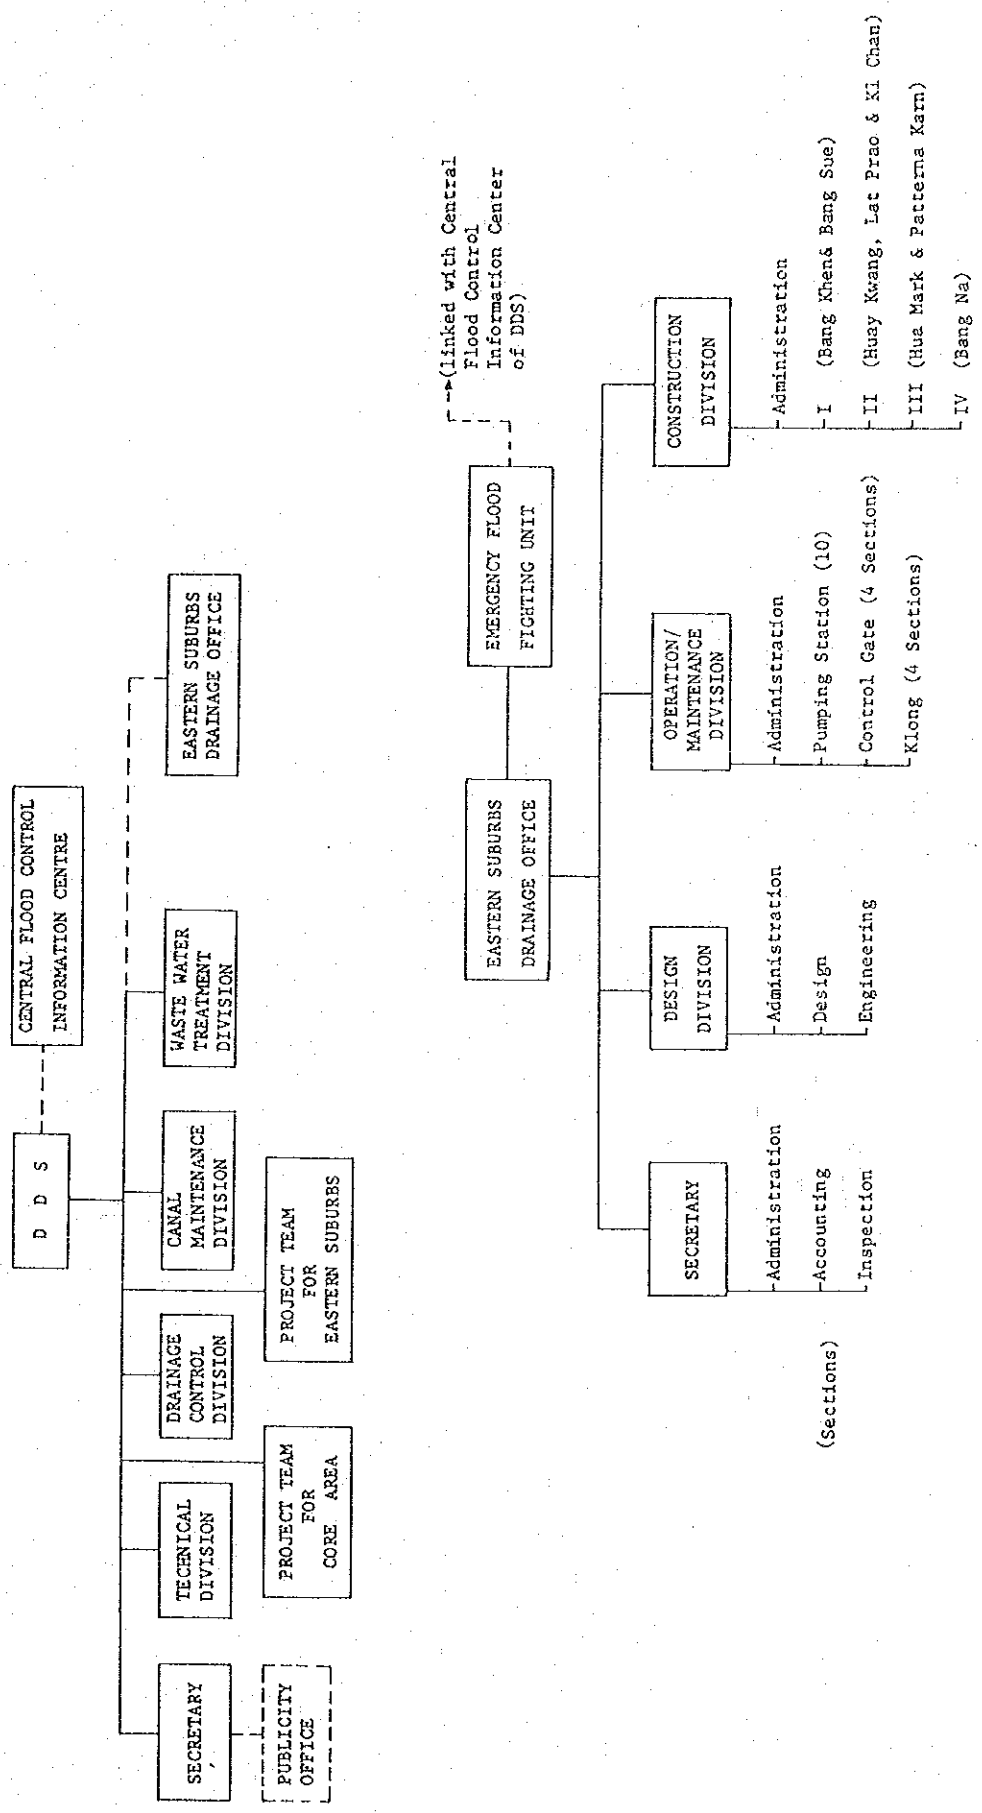 D D S
CENTRAL FLOOD CONTROL
INFORMATION CENTRE
SECRETARY
TECHNICAL
DIVISION
DRAINAGE
CONTROL
DIVISION
CANAL
MAINTENANCE
DIVISION
WASTE WATER
TREATMENT
DIVISION
EASTERN SUBURBS
DRAINAGE OFFICE
PUBLICITY
OFFICE
PROJECT TEAM
FOR
CORE AREA
PROJECT TEAM
FOR
EASTERN SUBURBS
EASTERN SUBURBS
DRAINAGE OFFICE
EMERGENCY FLOOD
FIGHTING UNIT
(linked with Central
Flood Control
Information Center
of DDS)
SECRETARY
DESIGN
DIVISION
OPERATION/
MAINTENANCE
DIVISION
CONSTRUCTION
DIVISION
(Sections)
Administration
Accounting
Inspection
Administration
Design
Engineering
Administration
Pumping Station (10)
Control Gate (4 Sections)
Klong (4 Sections)
Administration
I (Bang Khen& Bang Sue)
II (Huay Kwang, Lat Prao & Ki Chan)
III (Hua Mark & Patterna Karn)
IV (Bang Na)